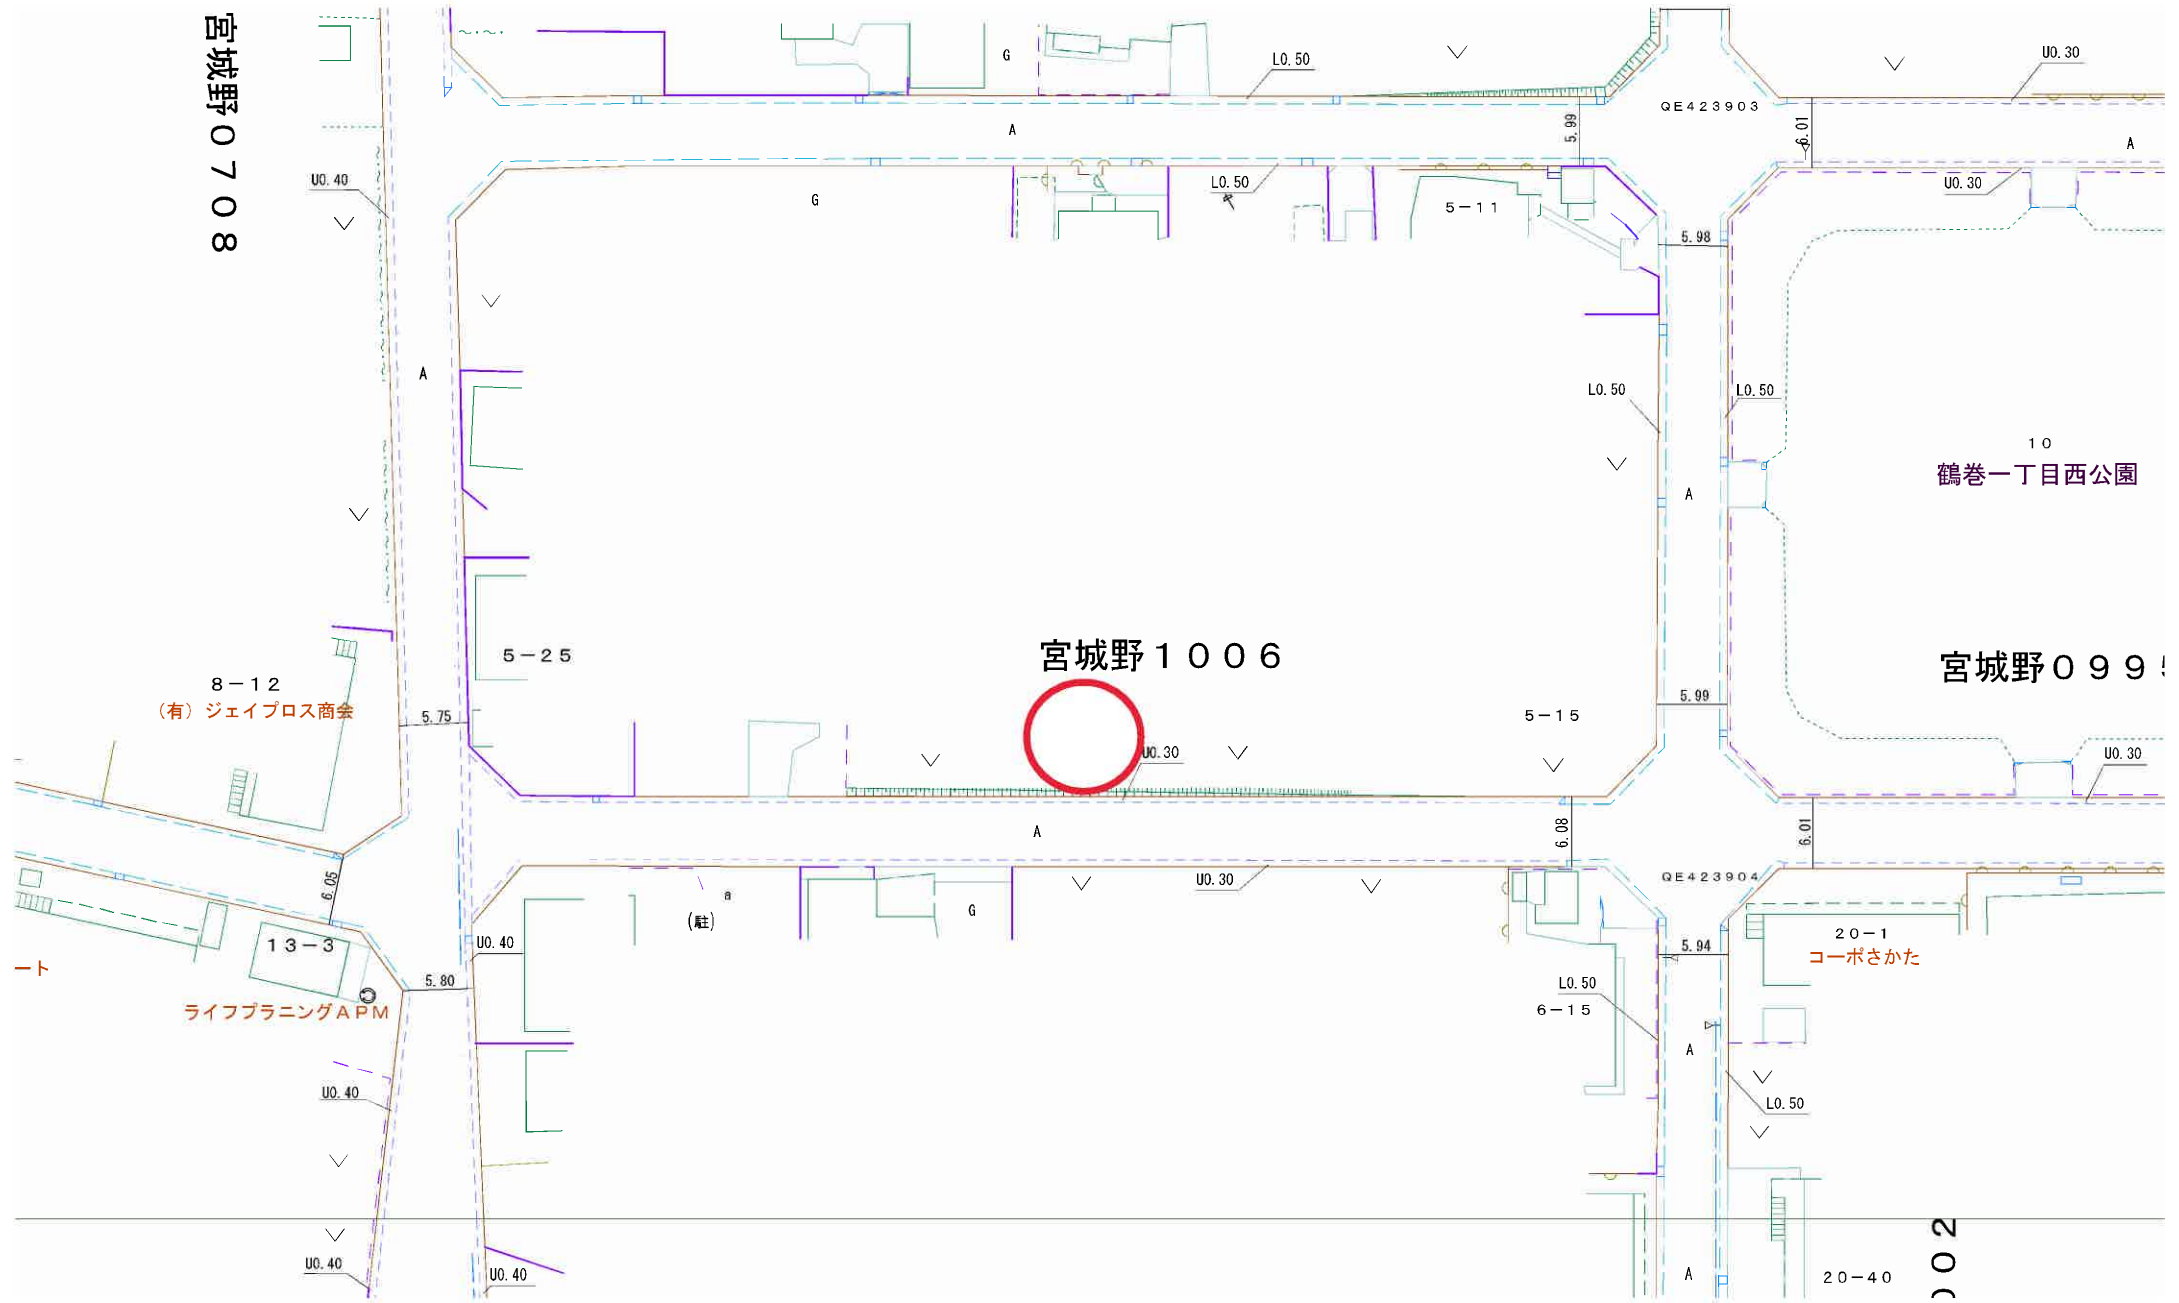 宮城野０７０８
G
L0.50
U0.30
QE423903
5.99
6.01
A
A
U0.40
L0.50
U0.30
G
5-11
5.98
A
L0.50
L0.50
10
鶴巻一丁目西公園
A
5-25
宮城野１００６
宮城野０９９
8-12
（有）ジェイプロス商会
5.75
5-15
5.99
U0.30
U0.30
A
6.08
6.01
6.05
U0.30
QE423904
a
(駐)
G
13-3
U0.40
20-1
コーポさかた
5.94
ート
5.80
L0.50
6-15
ライフプラニングＡＰＭ
A
U0.40
L0.50
U0.40
U0.40
A
20-40
００２